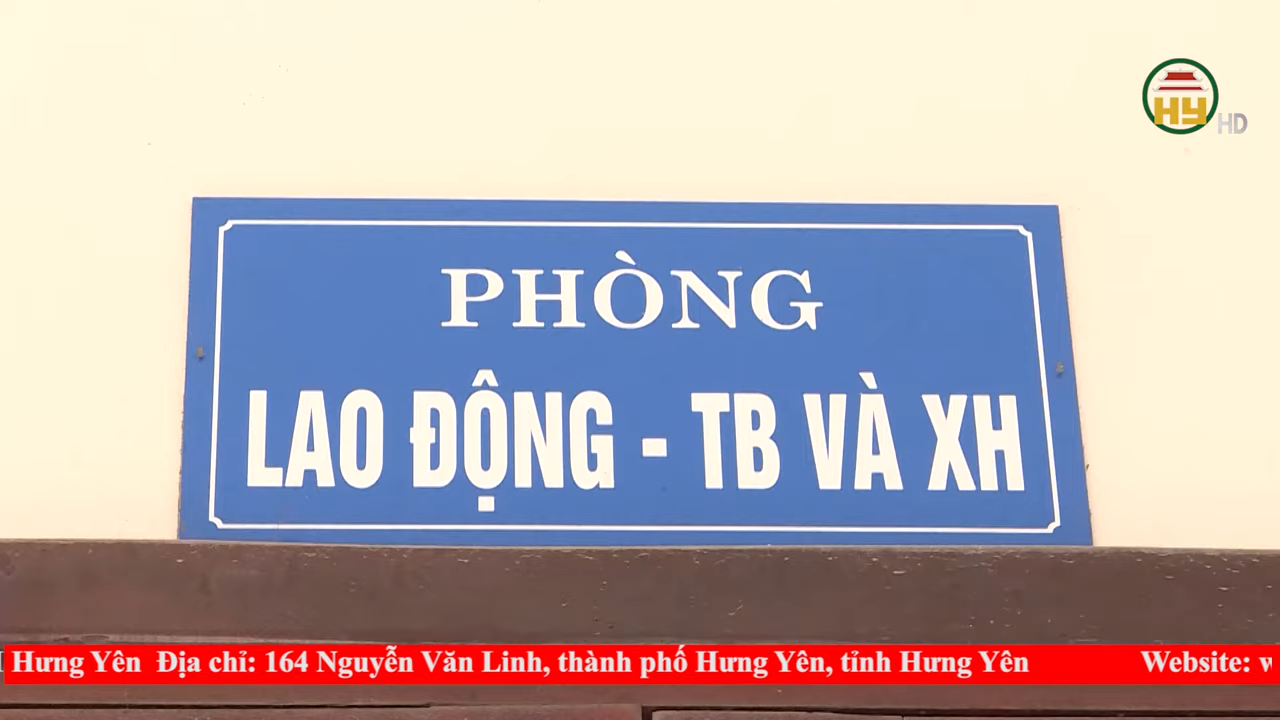 HY HD
PHÒNG
LAO ĐỘNG - TB VÀ XH
Hưng Yên Địa chỉ: 164 Nguyễn Văn Linh, thành phố Hưng Yên, tỉnh Hưng Yên Website: